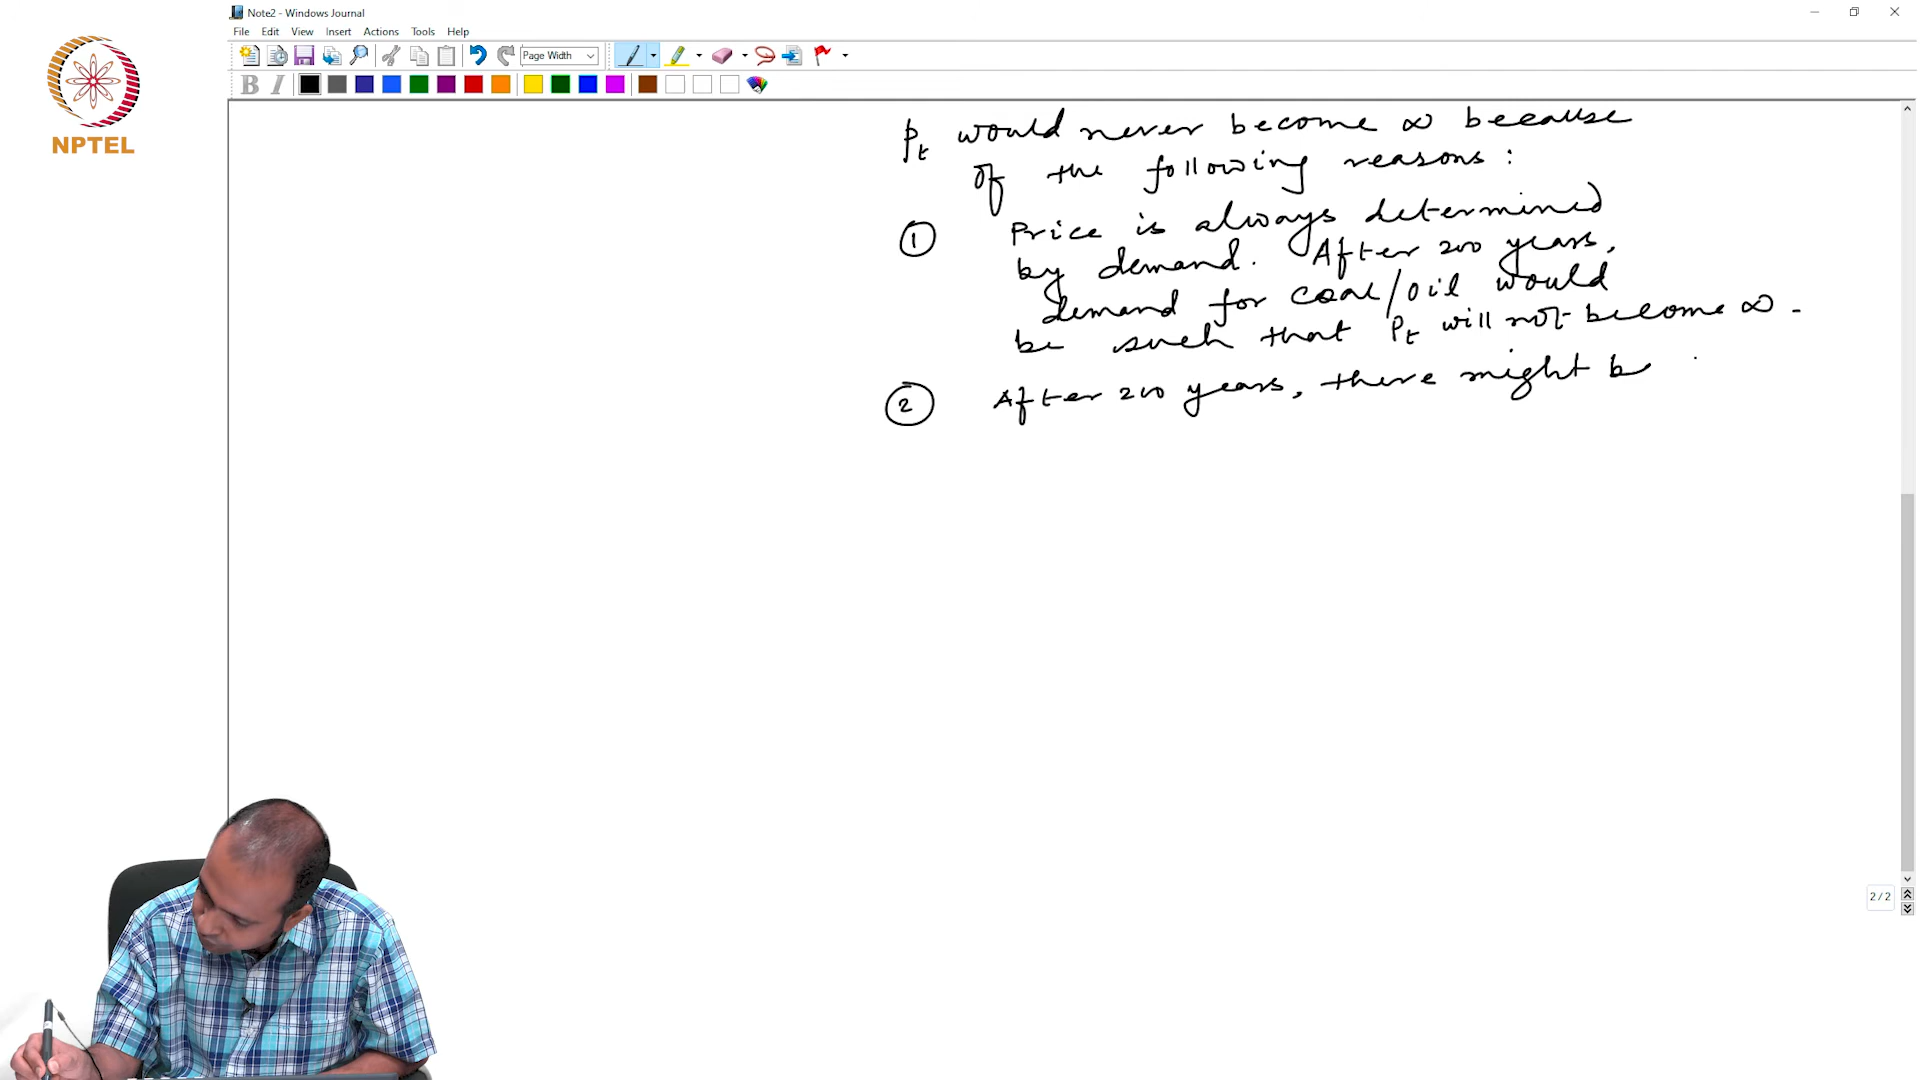 Note2 - Windows Journal
File Edit View Insert Actions Tools Help
Page Width
B I
NPTEL
Pt would never become ∞ because
of the following reasons :
1 Price is always determined
by demand. After 200 years,
demand for coal/oil would
be such that Pt will not become ∞ .
2 After 200 years, there might b
2 / 2